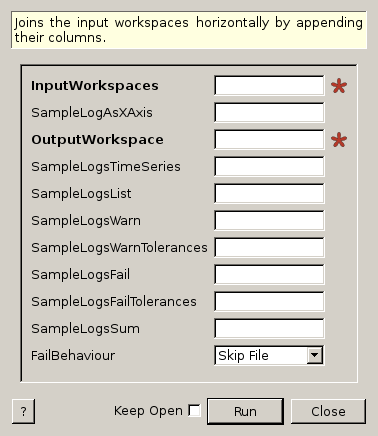 Joins the input workspaces horizontally by appending
their columns.
InputWorkspaces
SampleLogAsXAxis
OutputWorkspace
SampleLogsTimeSeries
SampleLogsList
SampleLogsWarn
SampleLogsWarnTolerances
SampleLogsFail
SampleLogsFailTolerances
SampleLogsSum
FailBehaviour Skip File
? Keep Open Run Close